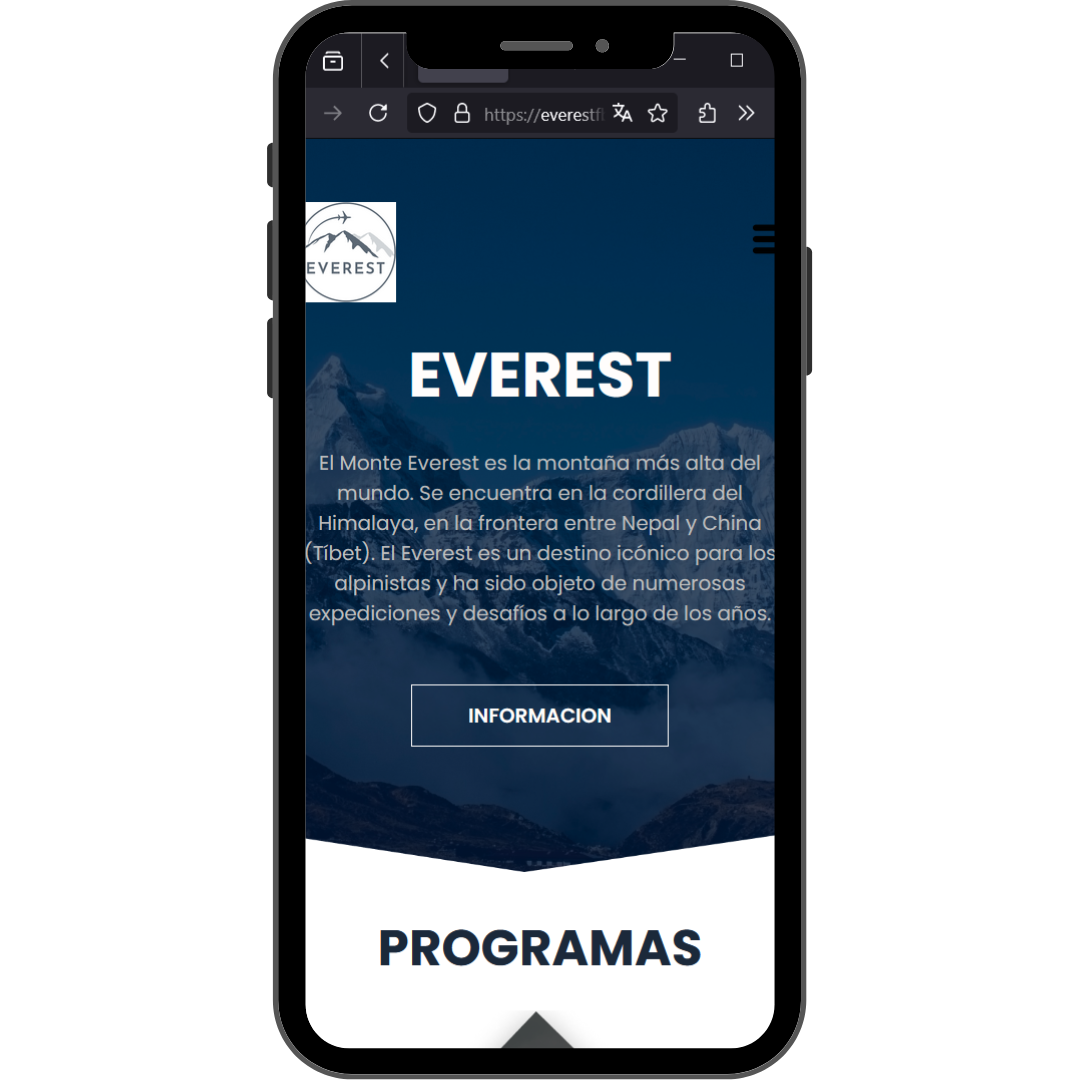 https://everestf
EVEREST
EVEREST
El Monte Everest es la montaña más alta del
mundo. Se encuentra en la cordillera del
Himalaya, en la frontera entre Nepal y China
(Tíbet). El Everest es un destino icónico para los
alpinistas y ha sido objeto de numerosas
expediciones y desafíos a lo largo de los años.
INFORMACION
PROGRAMAS